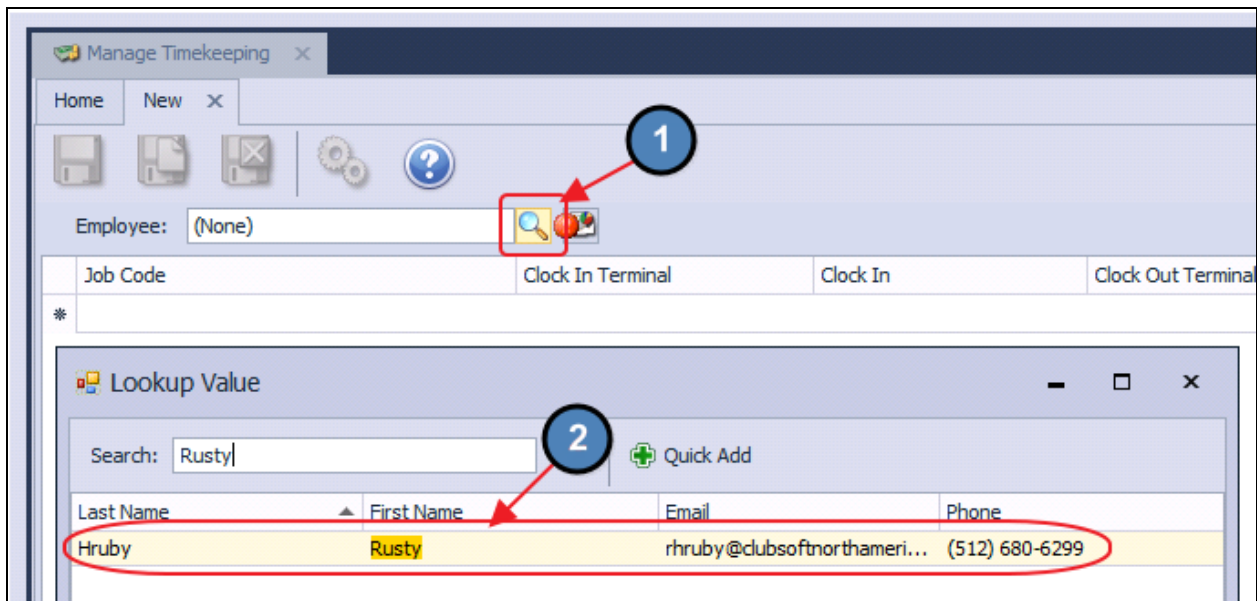 Manage Timekeeping
Home New
1
Employee: (None)
Job Code Clock In Terminal Clock In Clock Out Terminal
Lookup Value
2
Search: Rusty Quick Add
Last Name First Name Email Phone
Hruby Rusty rhruby@clubsoftnorthameri... (512) 680-6299